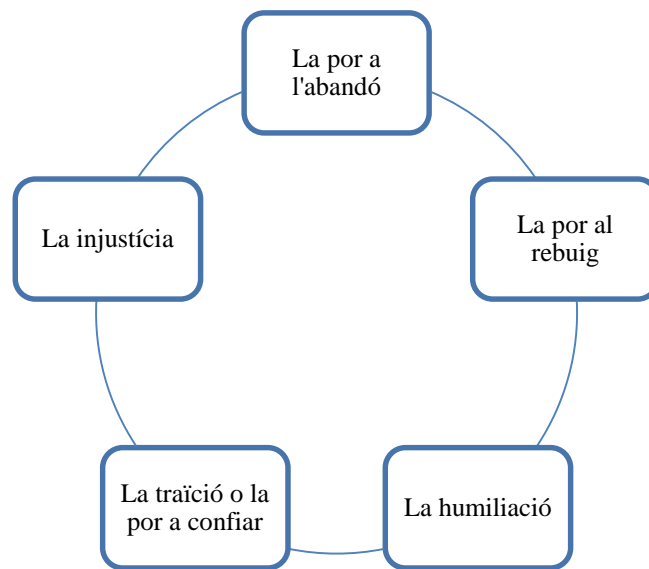 La por a
l'abandó
La por al
rebuig
La humiliació
La traïció o la
por a confiar
La injustícia